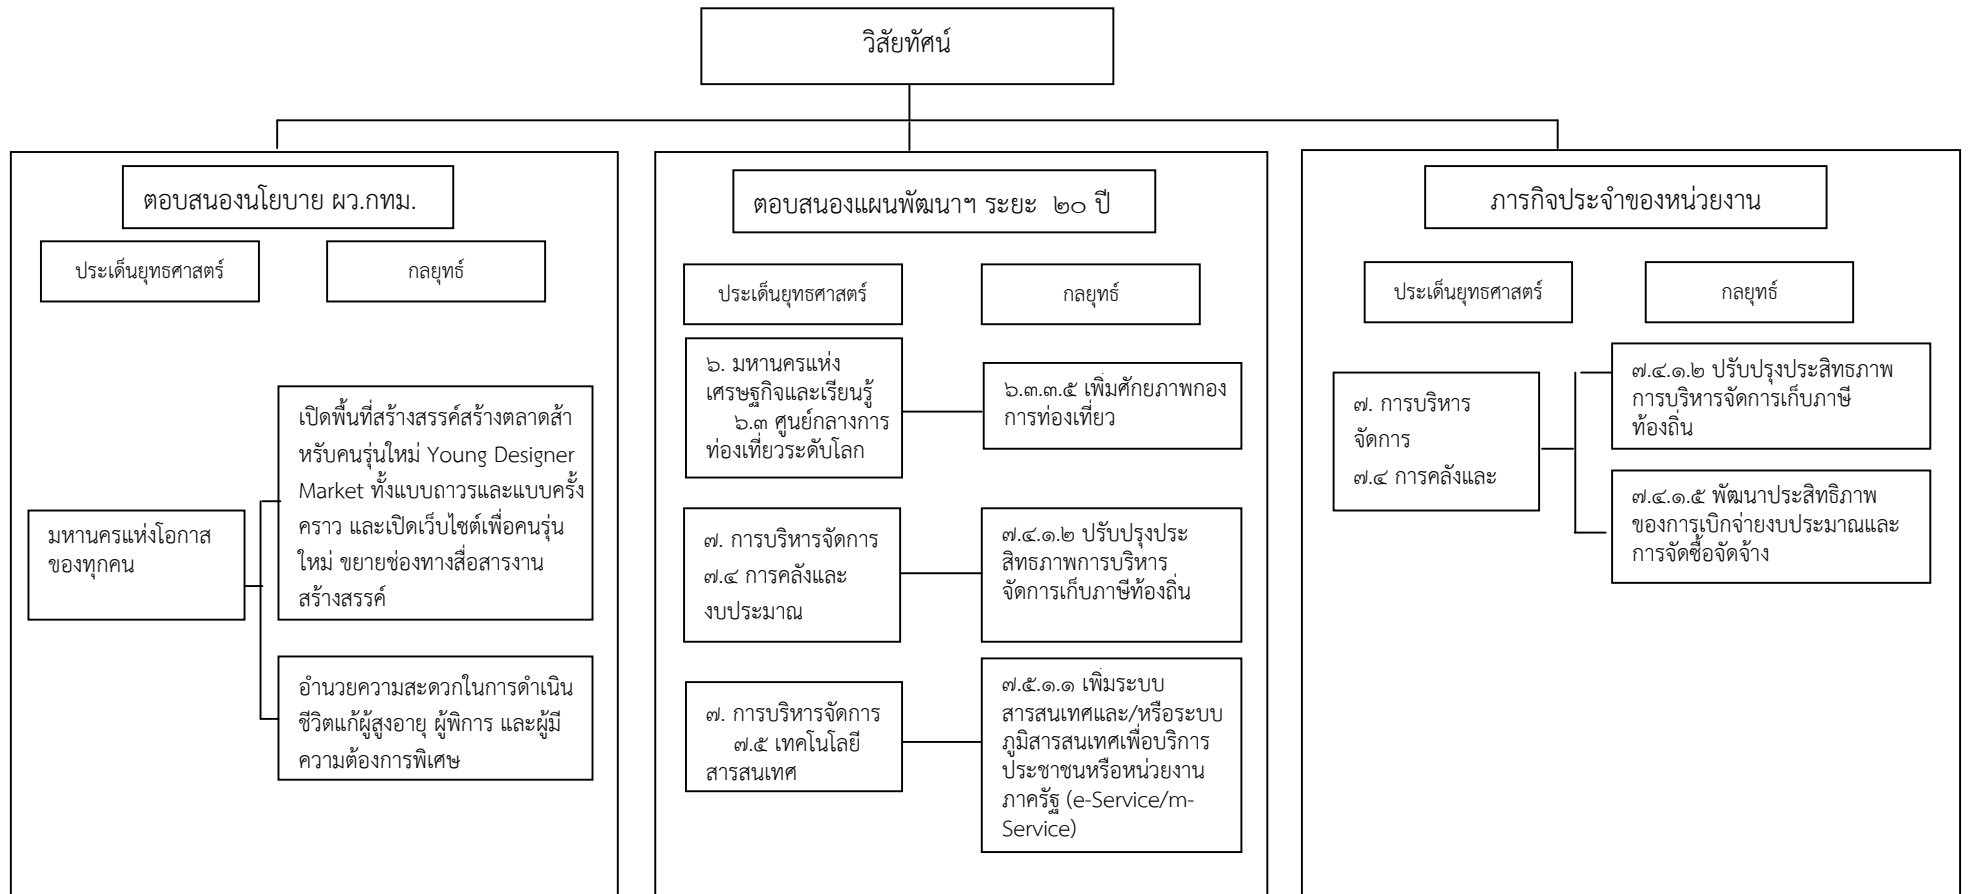 วิสัยทัศน์
ตอบสนองนโยบาย ผว.กทม.
ประเด็นยุทธศาสตร์
กลยุทธ์
มหานครแห่งโอกาส
ของทุกคน
เปิดพื้นที่สร้างสรรค์สร้างตลาดส้า
หรับคนรุ่นใหม่ Young Designer
Market ทั้งแบบถาวรและแบบครั้ง
คราว และเปิดเว็บไซต์เพื่อคนรุ่น
ใหม่ ขยายช่องทางสื่อสารงาน
สร้างสรรค์
อำนวยความสะดวกในการดำเนิน
ชีวิตแก้ผู้สูงอายุ ผู้พิการ และผู้มี
ความต้องการพิเศษ
ตอบสนองแผนพัฒนาฯ ระยะ ๒๐ ปี
ประเด็นยุทธศาสตร์
กลยุทธ์
๖. มหานครแห่ง
เศรษฐกิจและเรียนรู้
๖.๓ ศูนย์กลางการ
ท่องเที่ยวระดับโลก
๖.๓.๓.๕ เพิ่มศักยภาพกอง
การท่องเที่ยว
๗. การบริหารจัดการ
๗.๔ การคลังและ
งบประมาณ
๗.๔.๑.๒ ปรับปรุงประ
สิทธภาพการบริหาร
จัดการเก็บภาษีท้องถิ่น
๗. การบริหารจัดการ
๗.๕ เทคโนโลยี
สารสนเทศ
๗.๕.๑.๑ เพิ่มระบบ
สารสนเทศและ/หรือระบบ
ภูมิสารสนเทศเพื่อบริการ
ประชาชนหรือหน่วยงาน
ภาครัฐ (e-Service/m-
Service)
ภารกิจประจำของหน่วยงาน
ประเด็นยุทธศาสตร์
กลยุทธ์
๗. การบริหาร
จัดการ
๗.๔ การคลังและ
๗.๔.๑.๒ ปรับปรุงประสิทธภาพ
การบริหารจัดการเก็บภาษี
ท้องถิ่น
๗.๔.๑.๕ พัฒนาประสิทธิภาพ
ของการเบิกจ่ายงบประมาณและ
การจัดซื้อจัดจ้าง